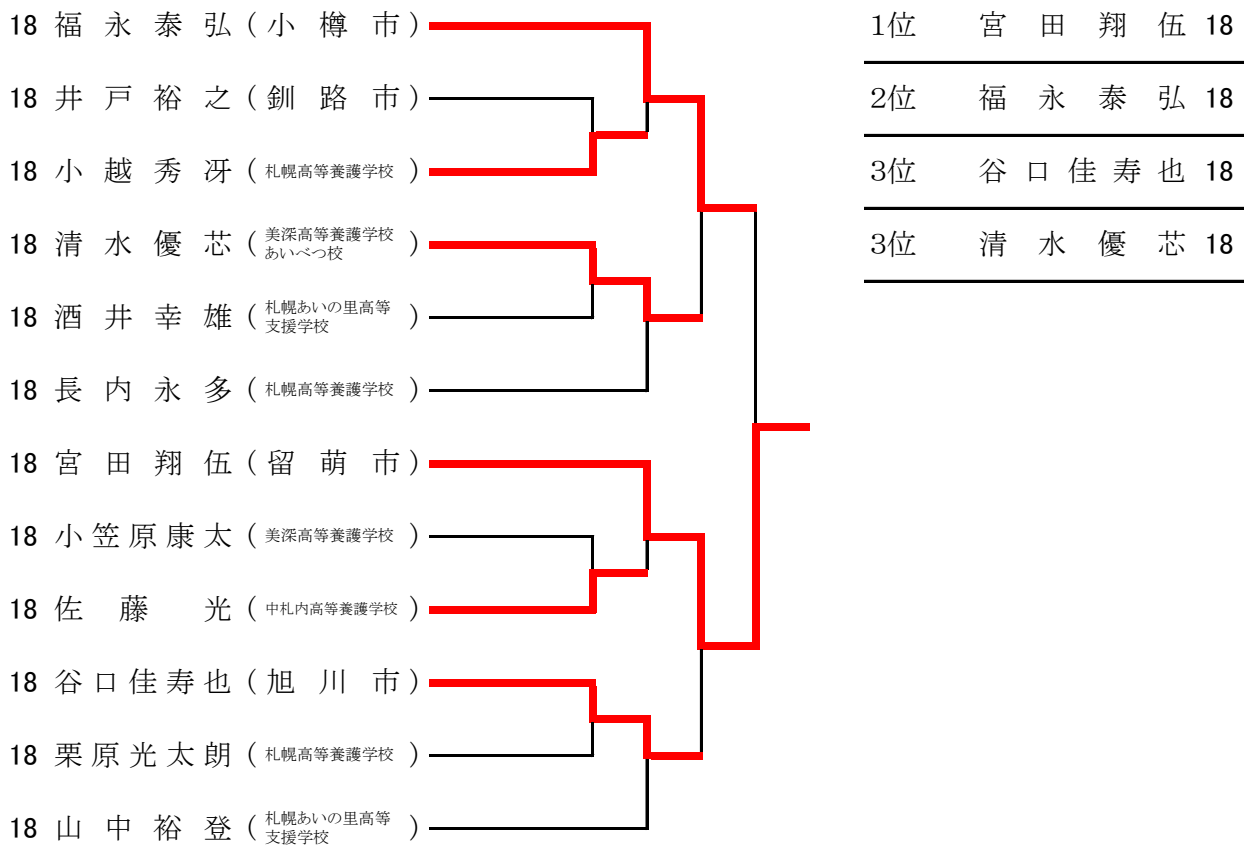 18 福永泰弘(小樽市)
18 井戸裕之(釧路市)
18 小越秀冴(札幌高等養護学校)
18 清水優芯(美深高等養護学校
あいべつ校)
18 酒井幸雄(札幌あいの里高等
支援学校)
18 長内永多(札幌高等養護学校)
18 宮田翔伍(留萌市)
18 小笠原康太(美深高等養護学校)
18 佐藤光(中札内高等養護学校)
18 谷口佳寿也(旭川市)
18 栗原光太朗(札幌高等養護学校)
18 山中裕登(札幌あいの里高等
支援学校)
1位 宮田翔伍 18
2位 福永泰弘 18
3位 谷口佳寿也 18
3位 清水優芯 18